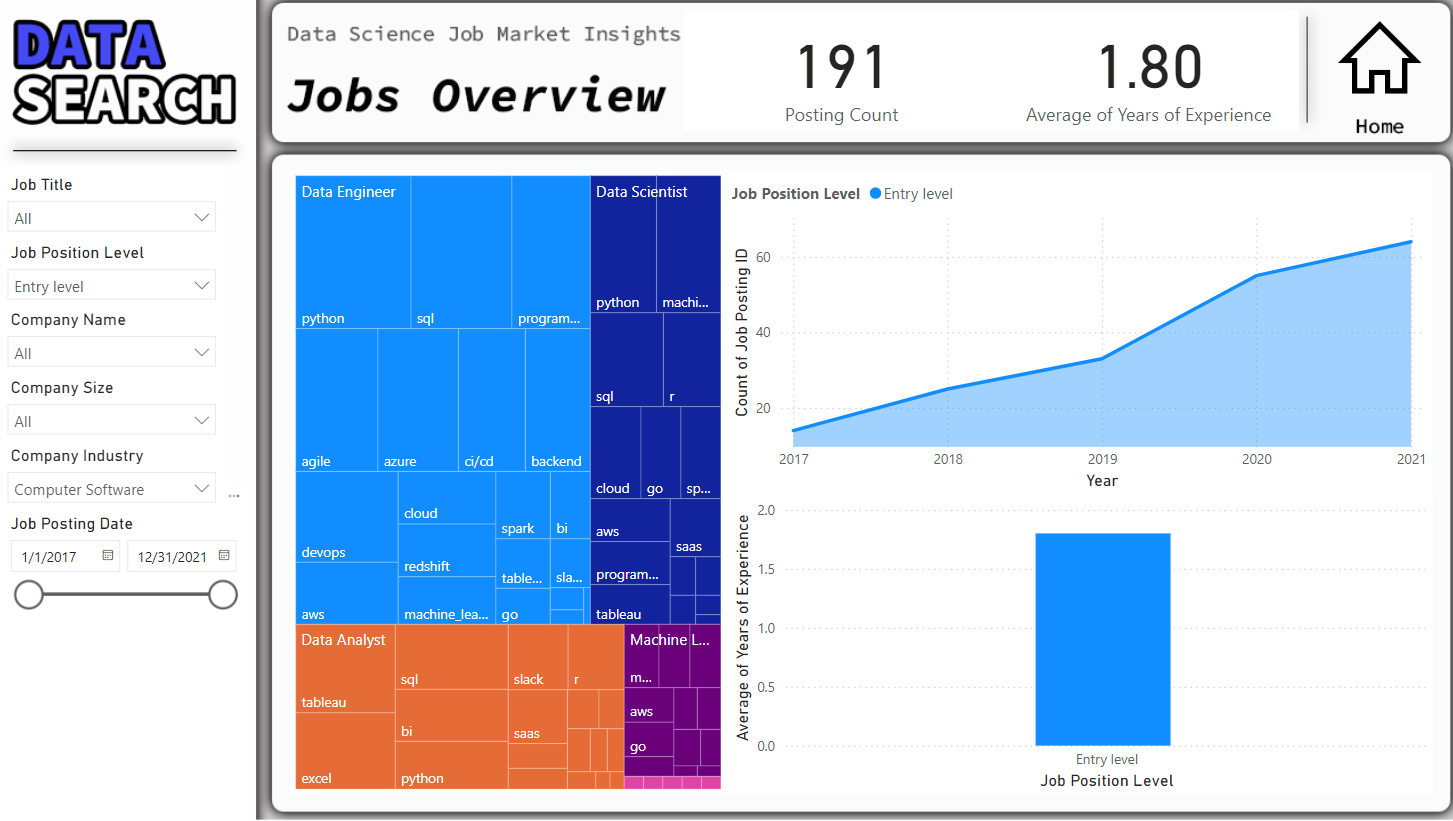 DATA
SEARCH
Job Title
All
Job Position Level
Entry level
Company Name
All
Company Size
All
Company Industry
Computer Software
...
Job Posting Date
1/1/2017
12/31/2021
Data Science Job Market Insights
Jobs Overview
191
Posting Count
1.80
Average of Years of Experience
Home
Data Engineer
python
sql
program...
agile
azure
ci/cd
backend
devops
cloud
spark
bi
redshift
table...
sla...
aws
machine_lea...
go
Data Scientist
python
machi...
sql
r
cloud
go
sp...
aws
saas
program...
tableau
Data Analyst
sql
slack
r
tableau
bi
saas
excel
python
Machine L...
m...
aws
go
Job Position Level
Entry level
Count of Job Posting ID
60
40
20
2017
2018
2019
2020
2021
Year
Average of Years of Experience
2.0
1.5
1.0
0.5
0.0
Entry level
Job Position Level